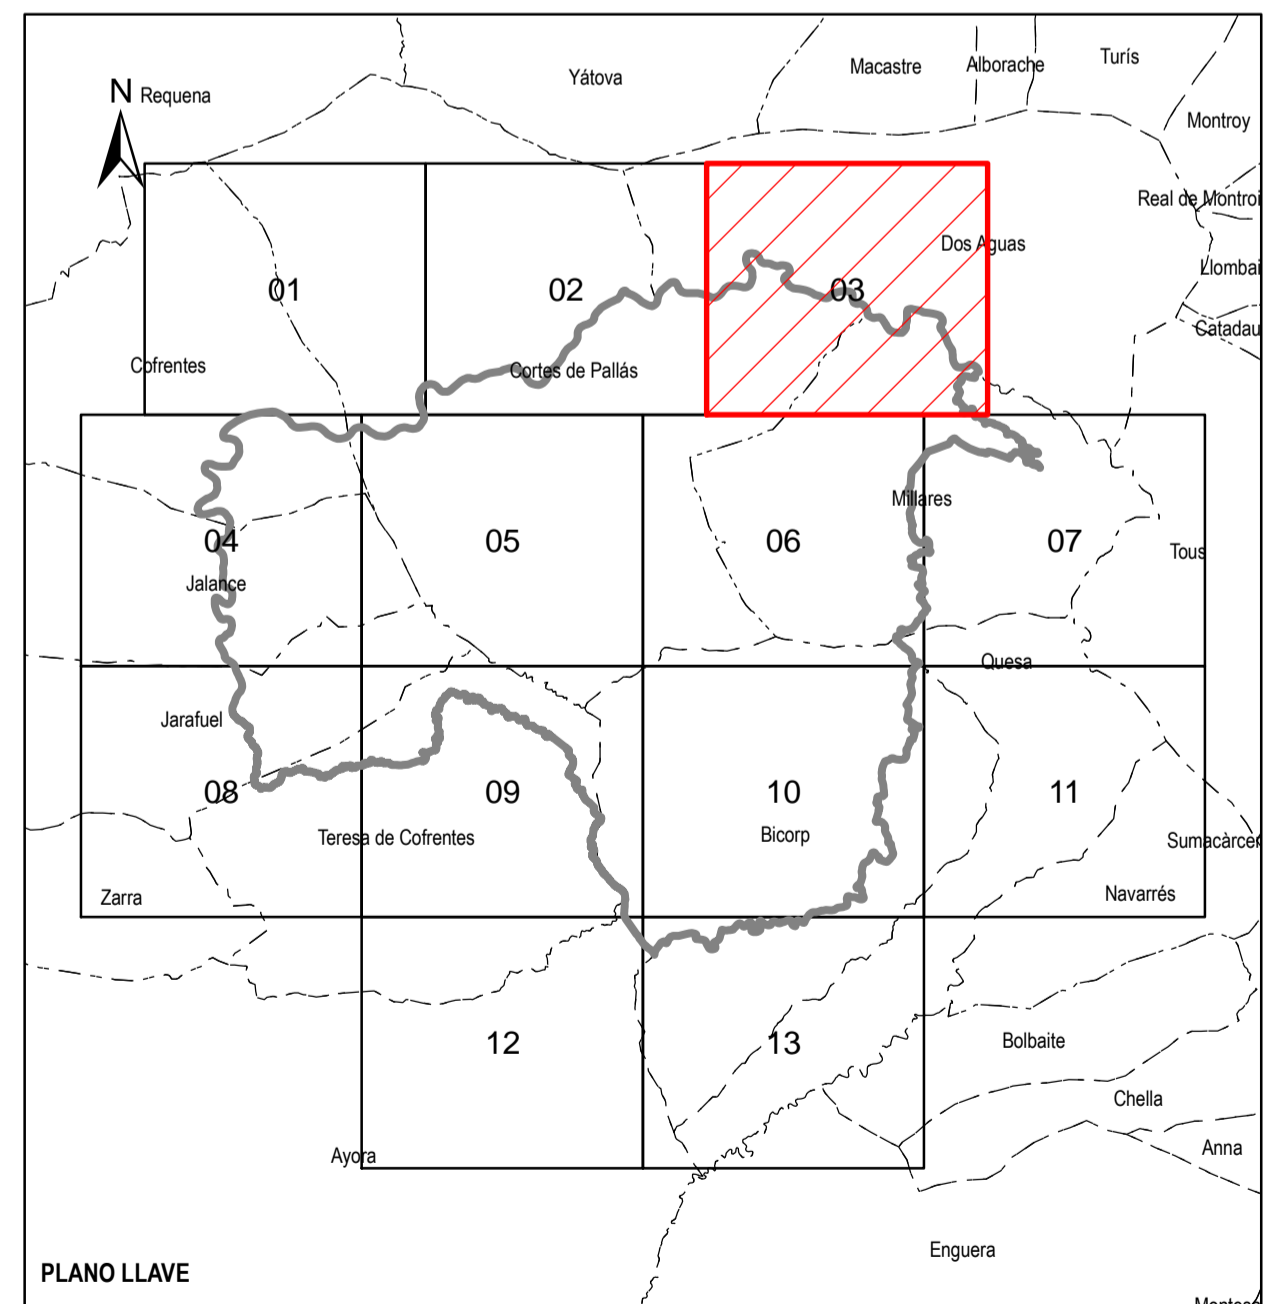 Macastre
Alborache
Turís
Yátova
N
Requena
Montroy
Real de Montroi
Dos Aguas
Llombai
01
02
03
Catadau
Cofrentes
Cortes de Pallás
Millares
04
05
06
07
Tous
Jalance
Quesa
Jarafuel
08
09
10
11
Teresa de Cofrentes
Bicorp
Sumacàrcer
Zarra
Navarrés
12
13
Bolbaite
Chella
Anna
Ayora
Enguera
PLANO LLAVE